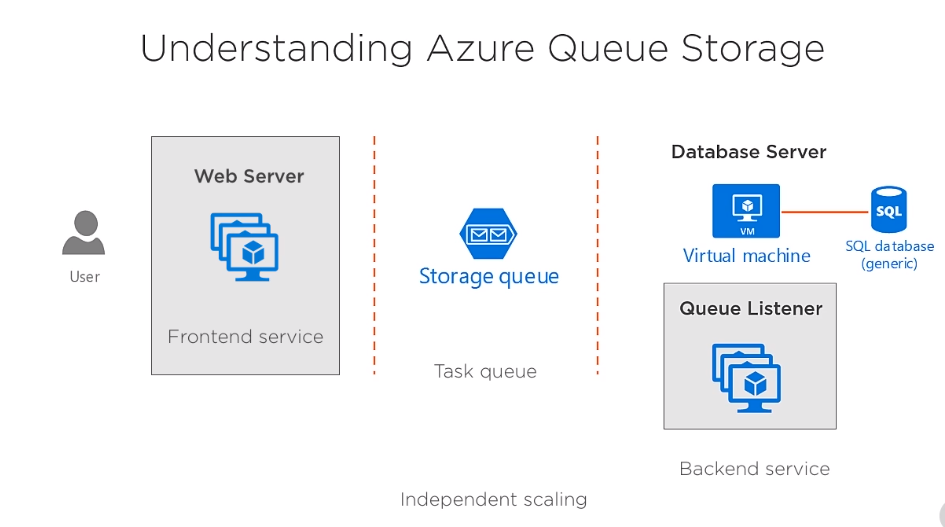 Understanding Azure Queue Storage
Web Server
Frontend service
User
Storage queue
Task queue
Database Server
VM
Virtual machine
SQL
SQL database
(generic)
Queue Listener
Backend service
Independent scaling